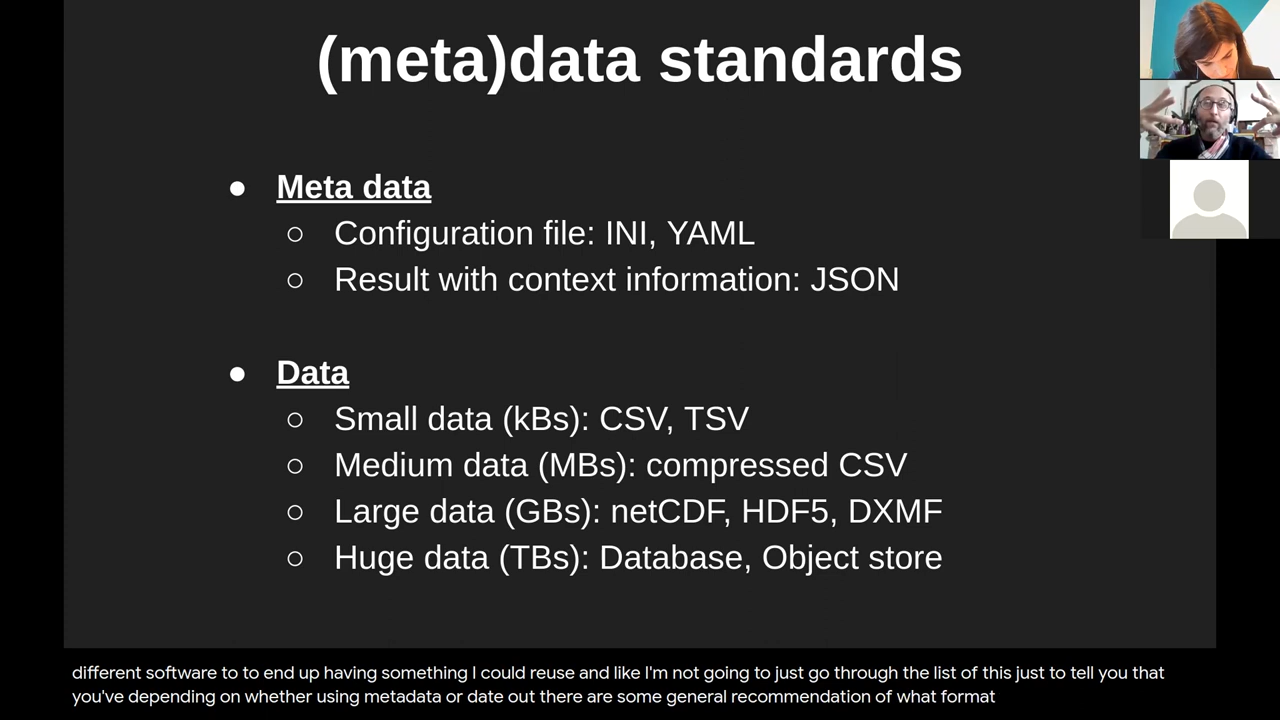 (meta)data standards
● Meta data
○ Configuration file: INI, YAML
○ Result with context information: JSON
● Data
○ Small data (kBs): CSV, TSV
○ Medium data (MBs): compressed CSV
○ Large data (GBs): netCDF, HDF5, DXMF
○ Huge data (TBs): Database, Object store
different software to to end up having something I could reuse and like I'm not going to just go through the list of this just to tell you that
you've depending on whether using metadata or date out there are some general recommendation of what format